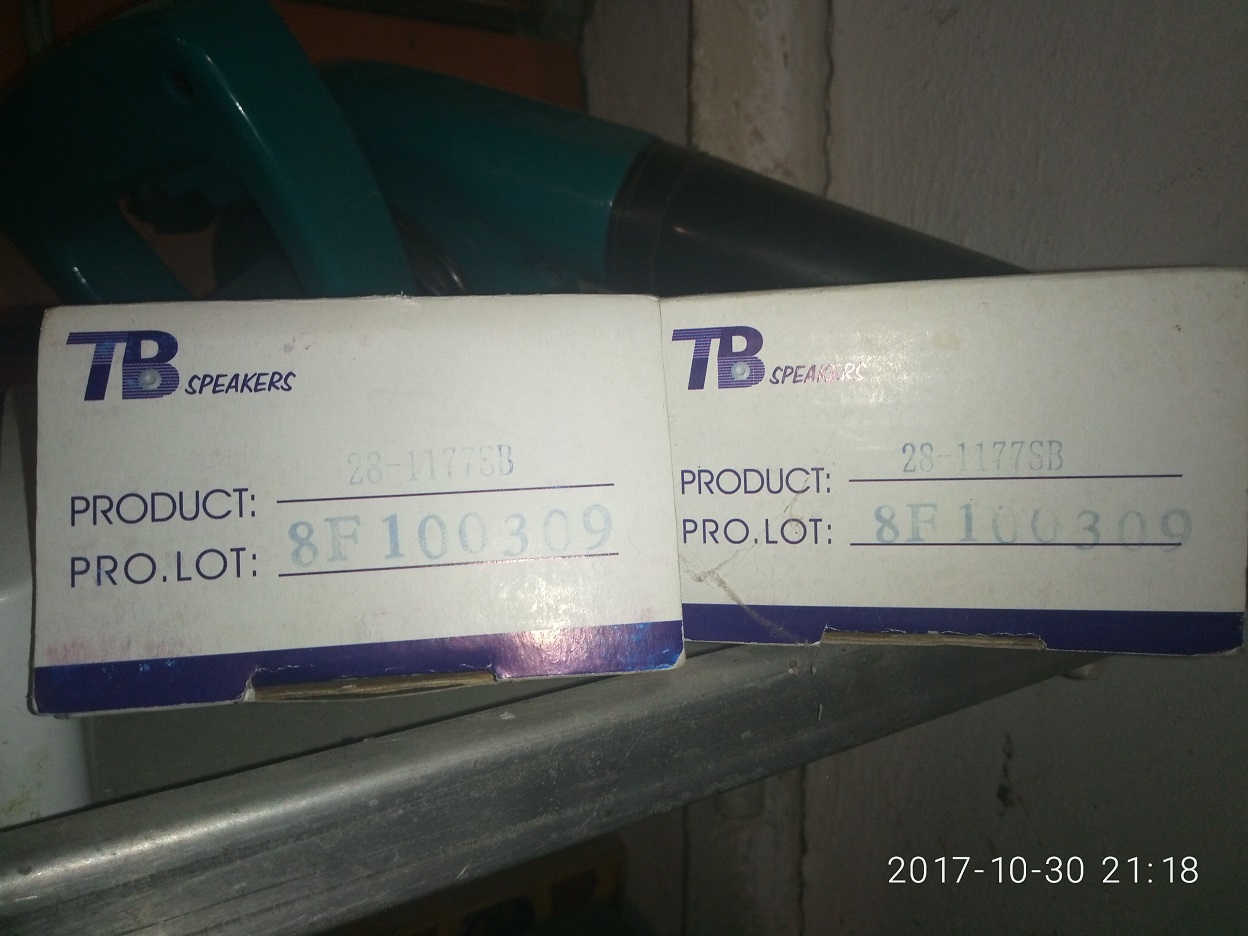 TB SPEAKERS
28-1177SB
PRODUCT:
8F100309
PRO.LOT:
TB SPEAKERS
28-1177SB
PRODUCT:
8F100309
PRO.LOT:
2017-10-30 21:18